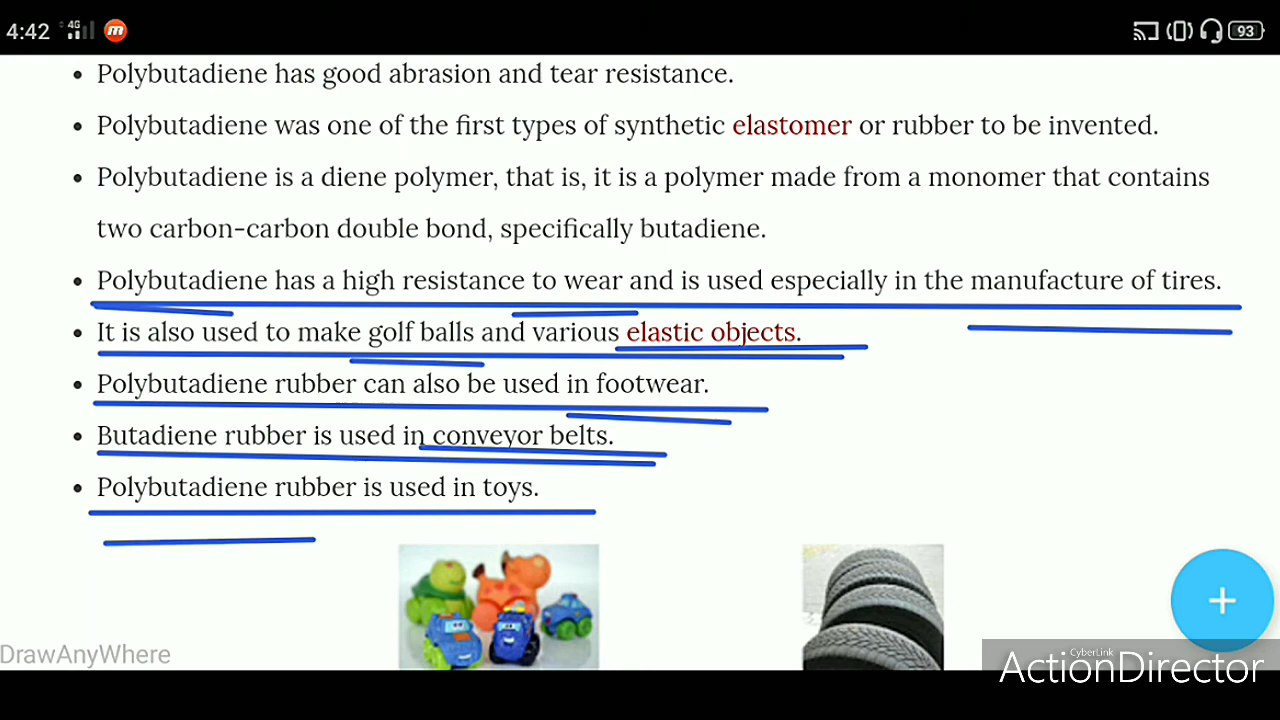 4:42 4G m 93
• Polybutadiene has good abrasion and tear resistance.
• Polybutadiene was one of the first types of synthetic elastomer or rubber to be invented.
• Polybutadiene is a diene polymer, that is, it is a polymer made from a monomer that contains
two carbon-carbon double bond, specifically butadiene.
• Polybutadiene has a high resistance to wear and is used especially in the manufacture of tires.
• It is also used to make golf balls and various elastic objects.
• Polybutadiene rubber can also be used in footwear.
• Butadiene rubber is used in conveyor belts.
• Polybutadiene rubber is used in toys.
+
DrawAnyWhere
CyberLink
ActionDirector